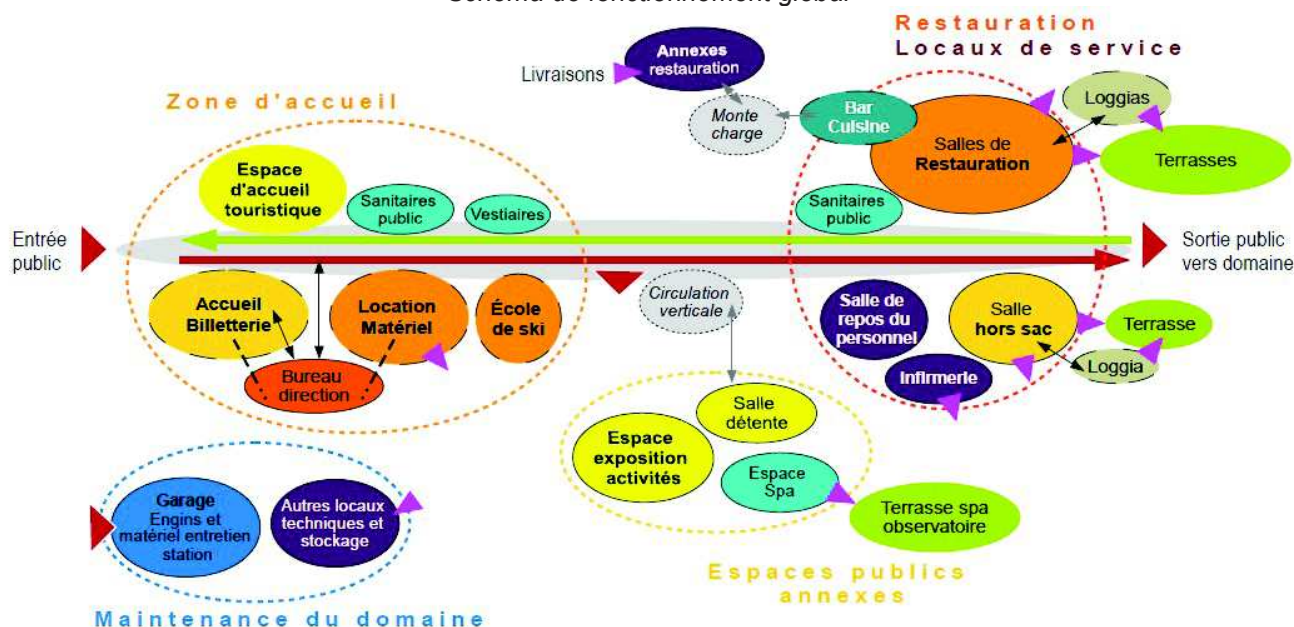 Schéma de fonctionnement global
Restauration
Locaux de service
Annexes
restauration
Livraisons
Zone d'accueil
Monte
charge
Bar
Cuisine
Loggias
Salles de
Restauration
Terrasses
Espace
d'accueil
touristique
Sanitaires
public
Vestiaires
Sanitaires
public
Entrée
public
Sortie public
vers domaine
Accueil
Billetterie
Location
Matériel
École
de ski
Circulation
verticale
Salle de
repos du
personnel
Salle
hors sac
Terrasse
Loggia
Infirmerie
Bureau
direction
Salle
détente
Espace
exposition
activités
Espace
Spa
Terrasse spa
observatoire
Garage
Engins et
matériel entretien
station
Autres locaux
techniques et
stockage
Espaces publics
annexes
Maintenance du domaine